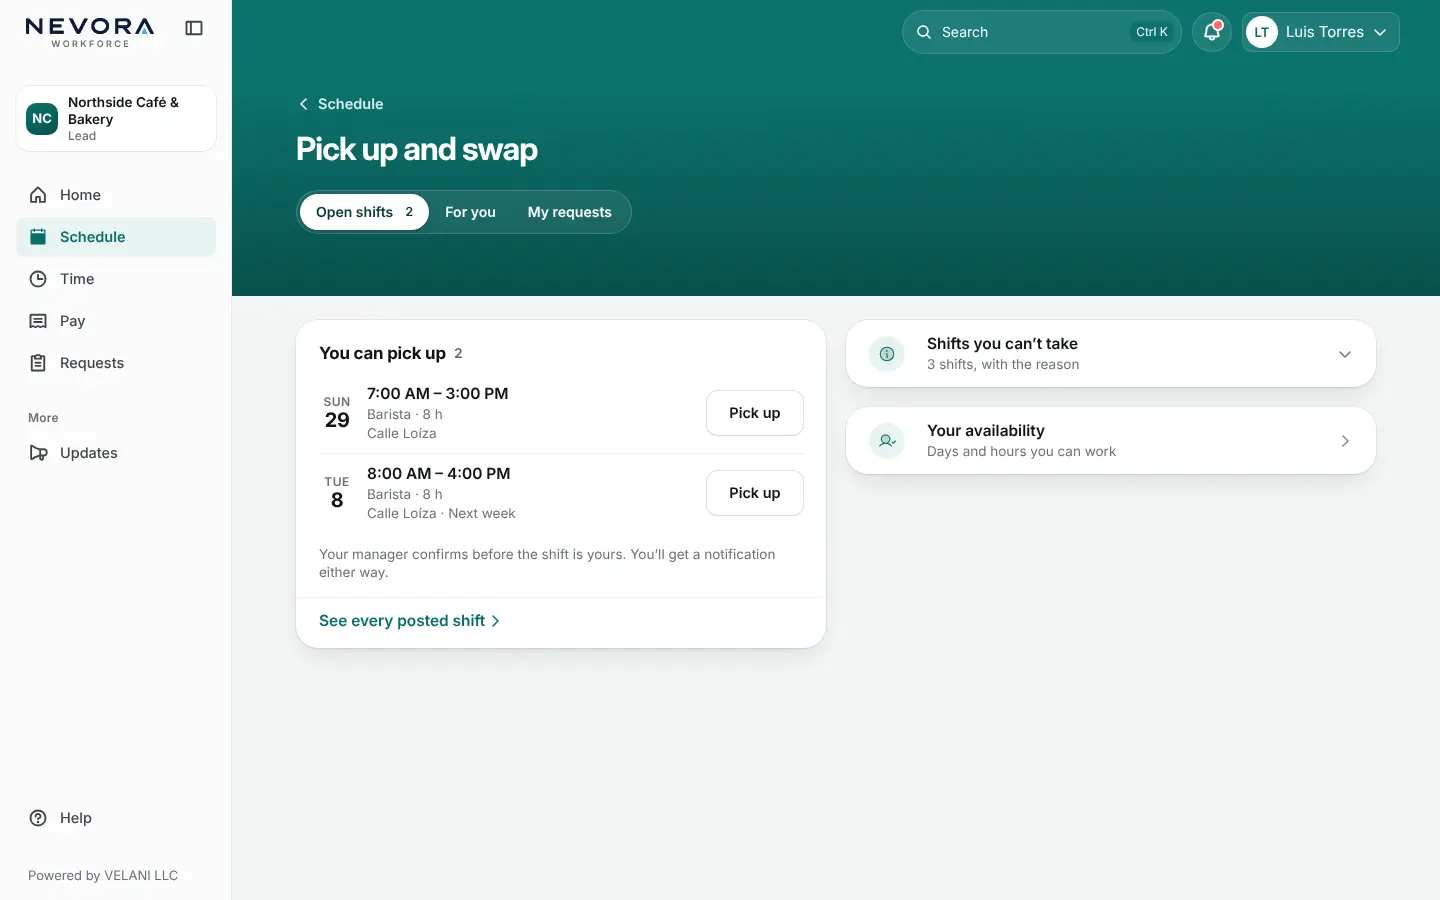 NEVORA
WORKFORCE
Search
Ctrl K
LT
Luis Torres
NC
Northside Café &
Bakery
Lead
Home
Schedule
Time
Pay
Requests
More
Updates
Help
Powered by VELANI LLC
Schedule
Pick up and swap
Open shifts 2
For you
My requests
You can pick up 2
SUN
29
7:00 AM – 3:00 PM
Barista · 8 h
Calle Loíza
Pick up
TUE
8
8:00 AM – 4:00 PM
Barista · 8 h
Calle Loíza · Next week
Pick up
Your manager confirms before the shift is yours. You’ll get a notification
either way.
See every posted shift
Shifts you can’t take
3 shifts, with the reason
Your availability
Days and hours you can work